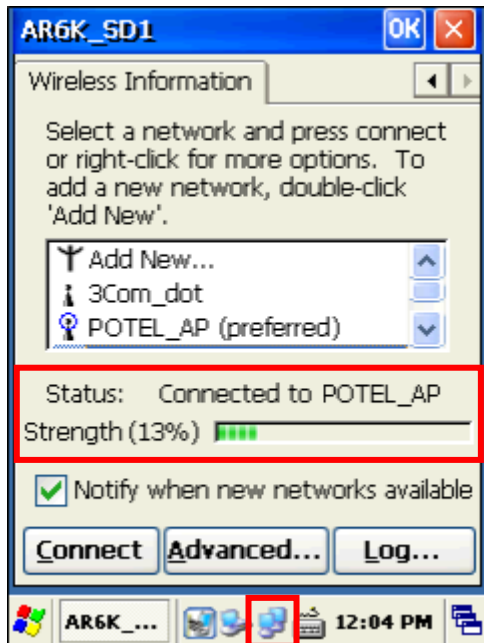 AR6K_SD1 OK
Wireless Information
Select a network and press connect
or right-click for more options. To
add a new network, double-click
'Add New'.
Add New...
3Com_dot
POTEL_AP (preferred)
Status: Connected to POTEL_AP
Strength (13%)
Notify when new networks available
Connect Advanced... Log...
AR6K_... 12:04 PM